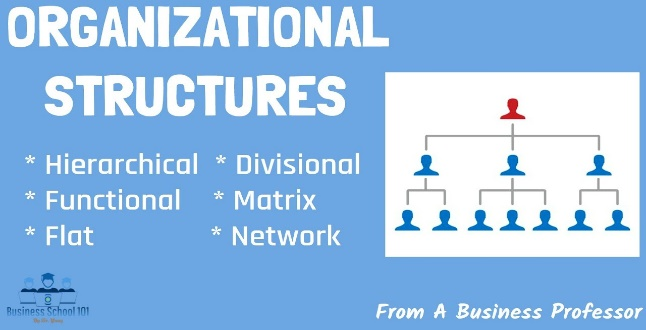 ORGANIZATIONAL
STRUCTURES
* Hierarchical * Divisional
* Functional * Matrix
* Flat * Network
Business School 101
From A Business Professor